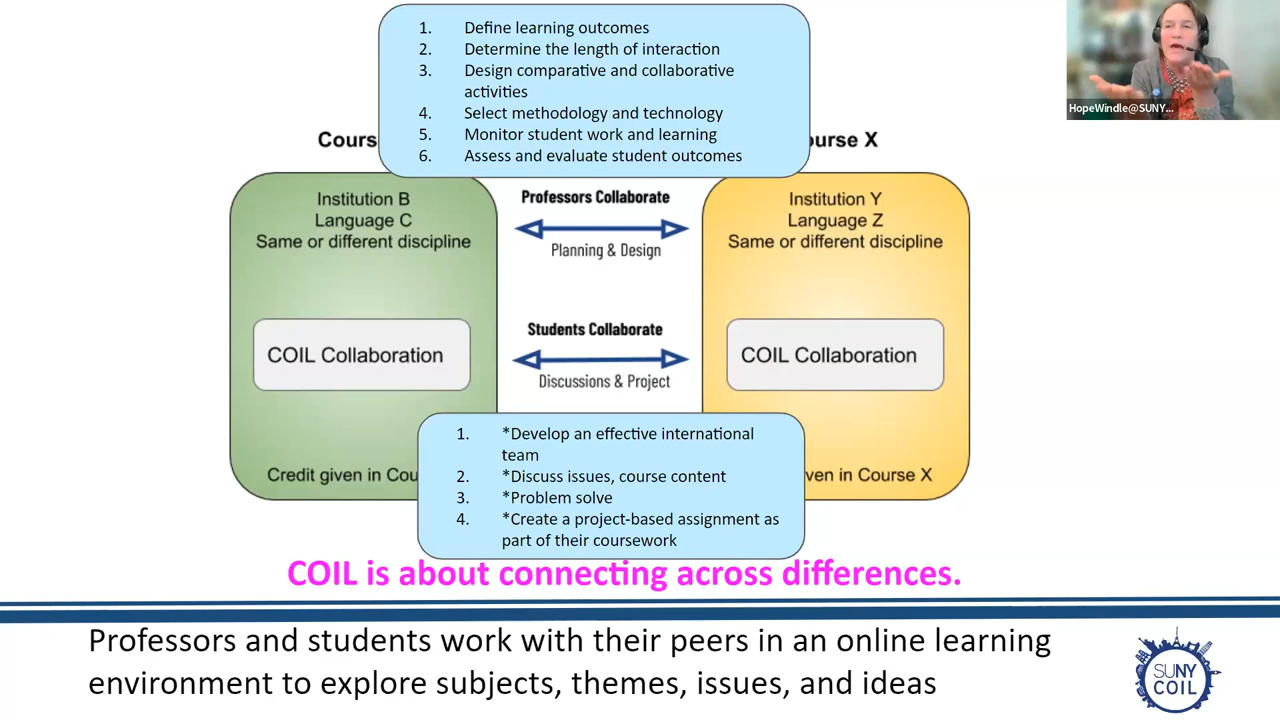 1. Define learning outcomes
2. Determine the length of interaction
3. Design comparative and collaborative
activities
4. Select methodology and technology
5. Monitor student work and learning
6. Assess and evaluate student outcomes
HopeWindle@SUNY...
Cours
ourse X
Institution B
Language C
Same or different discipline
Professors Collaborate
Planning & Design
Institution Y
Language Z
Same or different discipline
COIL Collaboration
Students Collaborate
Discussions & Project
COIL Collaboration
Credit given in Cou
ven in Course X
1. *Develop an effective international
team
2. *Discuss issues, course content
3. *Problem solve
4. *Create a project-based assignment as
part of their coursework
COIL is about connecting across differences.
Professors and students work with their peers in an online learning
environment to explore subjects, themes, issues, and ideas
SUNY
COIL